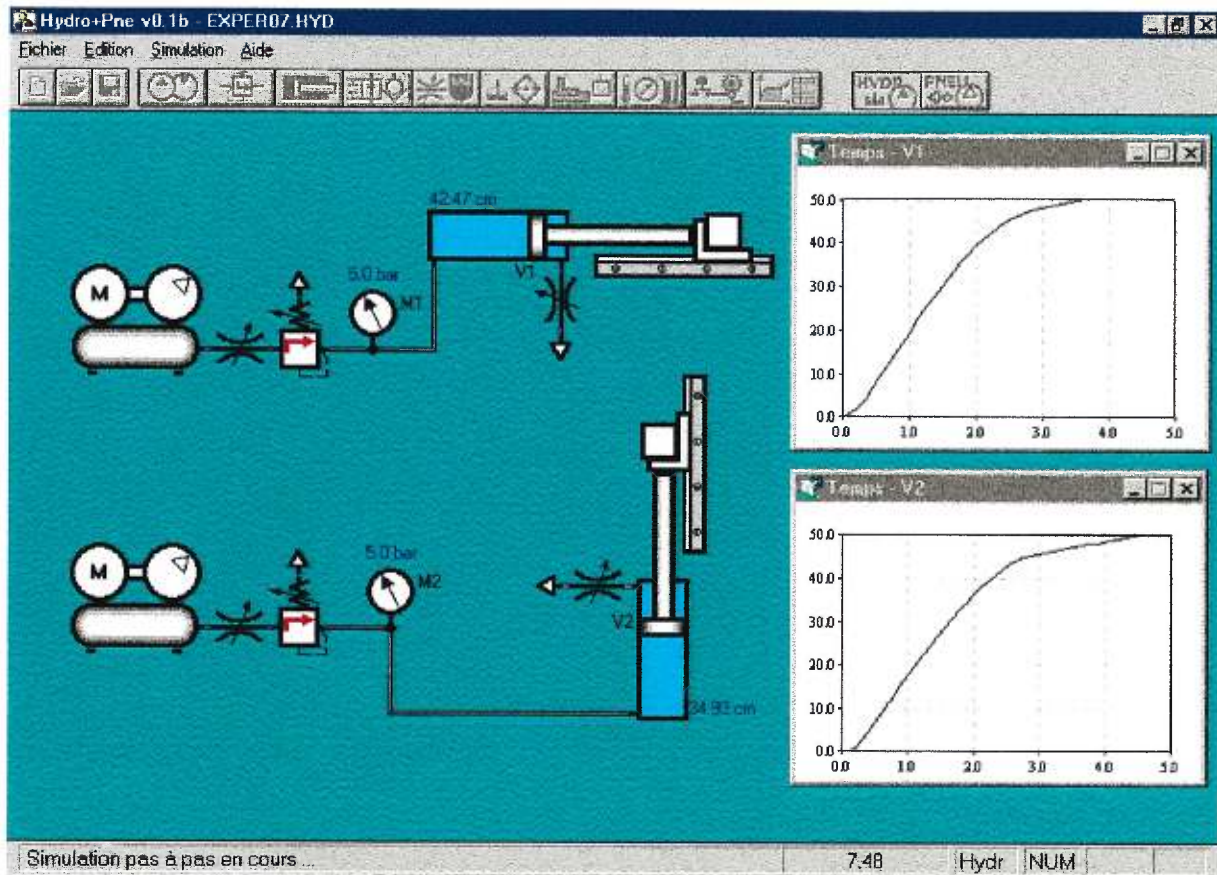 Hydro+Pne v0.1b - EXPER07.HYD
Fichier Edition Simulation Aide
HYDR PNEU
Temps - V1
50.0
40.0
30.0
20.0
10.0
0.0
0.0 1.0 2.0 3.0 4.0 5.0
42.47 cm
V1
5.0 bar
M1
M
Temps - V2
50.0
40.0
30.0
20.0
10.0
0.0
0.0 1.0 2.0 3.0 4.0 5.0
5.0 bar
M2
M
V2
34.93 cm
Simulation pas à pas en cours ... 7.48 Hydr NUM